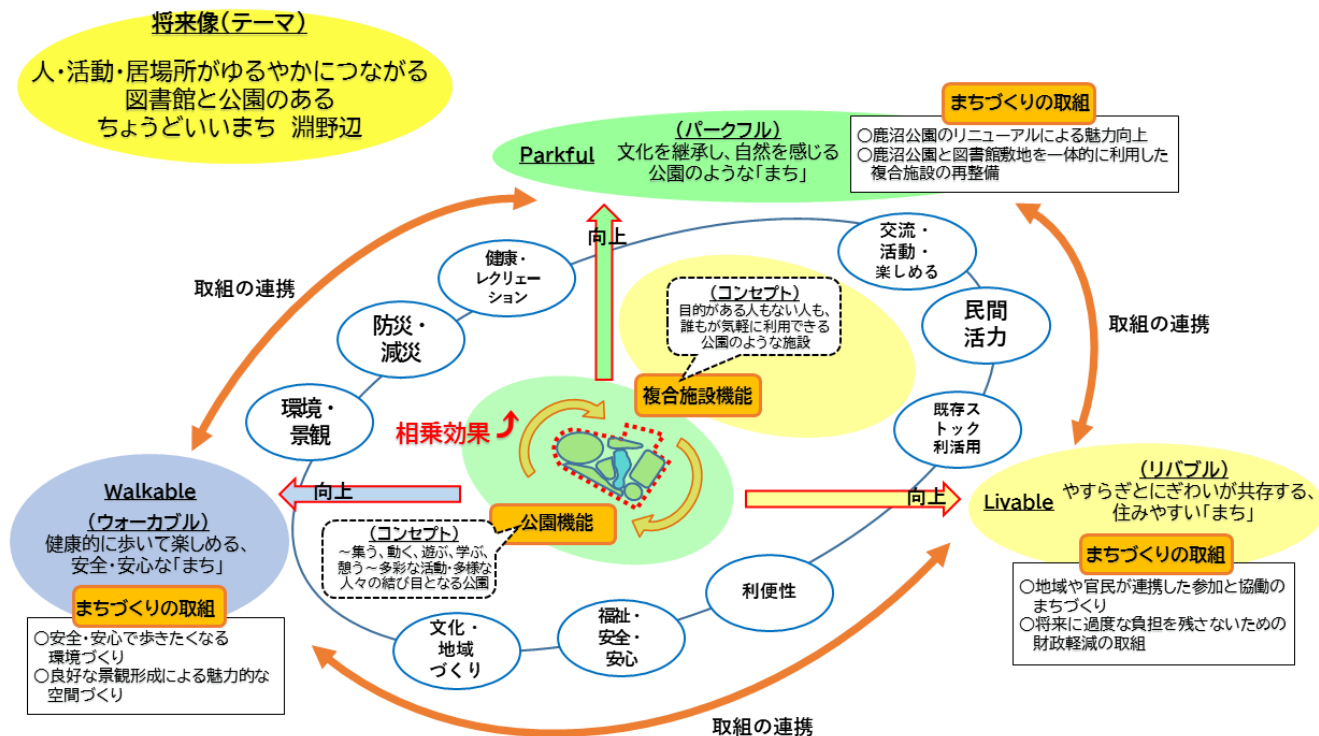 将来像(テーマ)
人・活動・居場所がゆるやかにつながる
図書館と公園のある
ちょうどいいまち 淵野辺
(パークフル)
Parkful
文化を継承し、自然を感じる
公園のような「まち」
まちづくりの取組
○鹿沼公園のリニューアルによる魅力向上
○鹿沼公園と図書館敷地を一体的に利用した
複合施設の再整備
取組の連携
取組の連携
向上
健康・
レクリエー
ション
防災・
減災
環境・
景観
交流・
活動・
楽しめる
民間
活力
既存ス
トック
利活用
(コンセプト)
目的がある人もない人も、
誰もが気軽に利用できる
公園のような施設
複合施設機能
相乗効果
公園機能
(コンセプト)
~集う、動く、遊ぶ、学ぶ、
憩う~多彩な活動・多様な
人々の結び目となる公園
向上
向上
Walkable
(ウォーカブル)
健康的に歩いて楽しめる、
安全・安心な「まち」
まちづくりの取組
○安全・安心で歩きたくなる
環境づくり
○良好な景観形成による魅力的な
空間づくり
(リバブル)
Livable
やすらぎとにぎわいが共存する、
住みやすい「まち」
まちづくりの取組
○地域や官民が連携した参加と協働の
まちづくり
○将来に過度な負担を残さないための
財政軽減の取組
文化・
地域
づくり
福祉・
安全・
安心
利便性
取組の連携